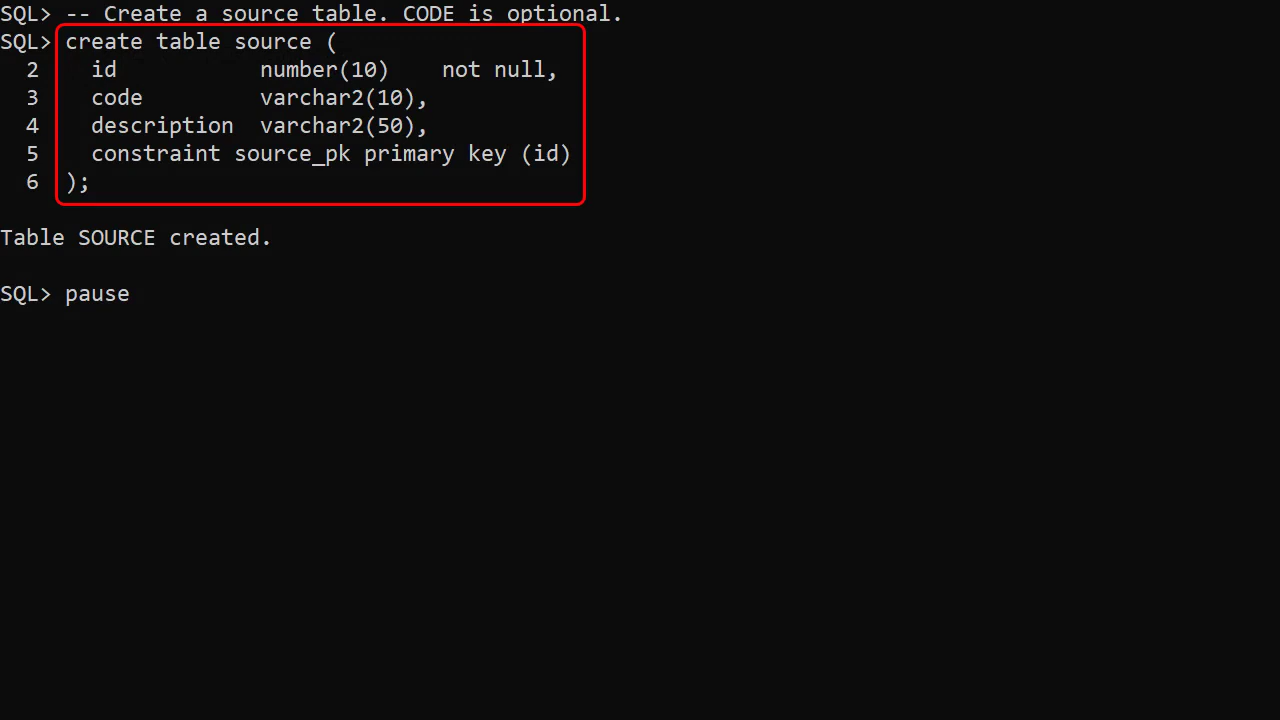 SQL> -- Create a source table. CODE is optional.
SQL> create table source (
  2    id           number(10)    not null,
  3    code         varchar2(10),
  4    description  varchar2(50),
  5    constraint source_pk primary key (id)
  6  );
Table SOURCE created.
SQL> pause